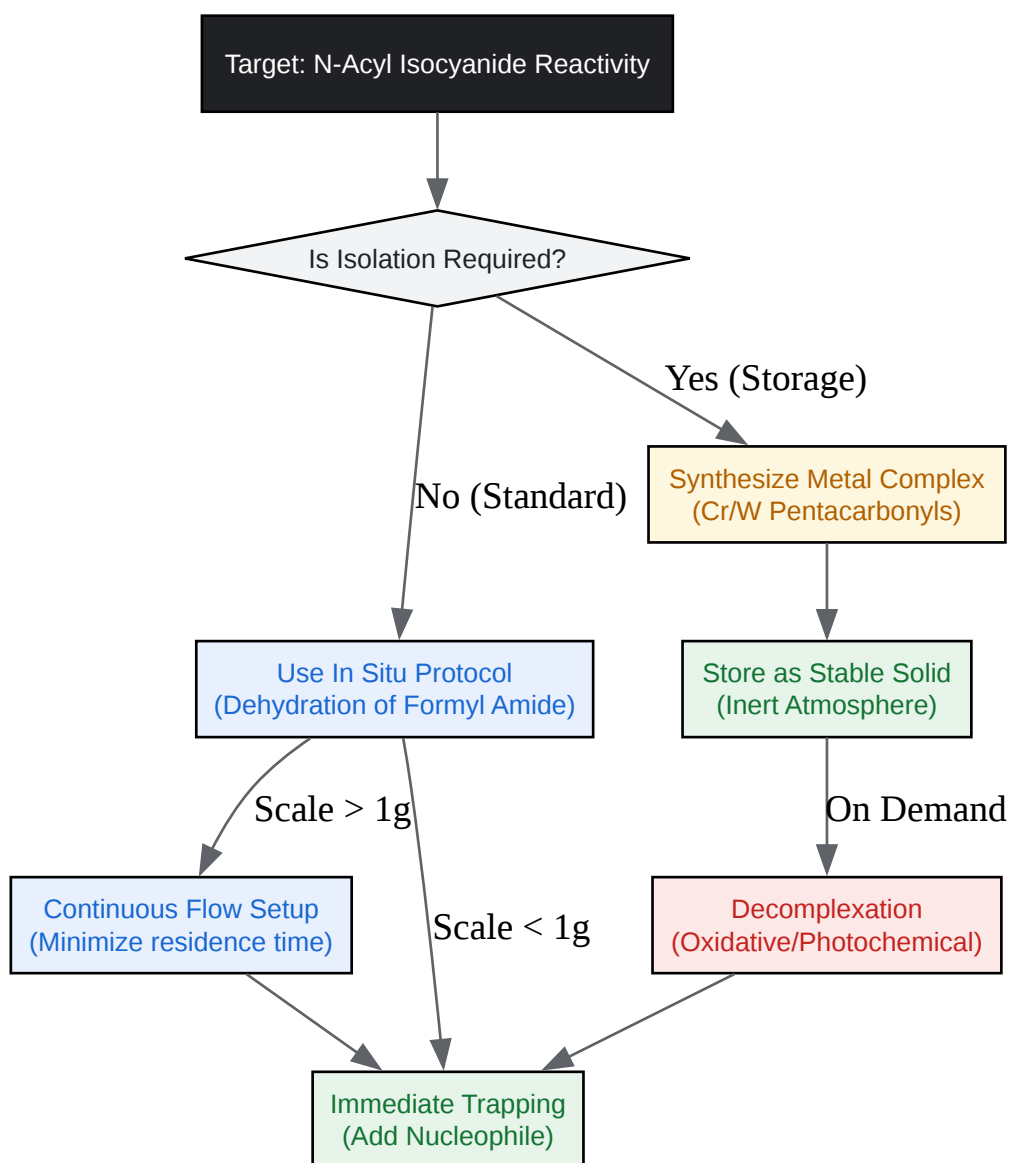 Target: N-Acyl Isocyanide Reactivity
Is Isolation Required?
Yes (Storage)
Synthesize Metal Complex
(Cr/W Pentacarbonyls)
No (Standard)
Use In Situ Protocol
(Dehydration of Formyl Amide)
Store as Stable Solid
(Inert Atmosphere)
Scale > 1g
On Demand
Continuous Flow Setup
(Minimize residence time)
Scale < 1g
Decomplexation
(Oxidative/Photochemical)
Immediate Trapping
(Add Nucleophile)